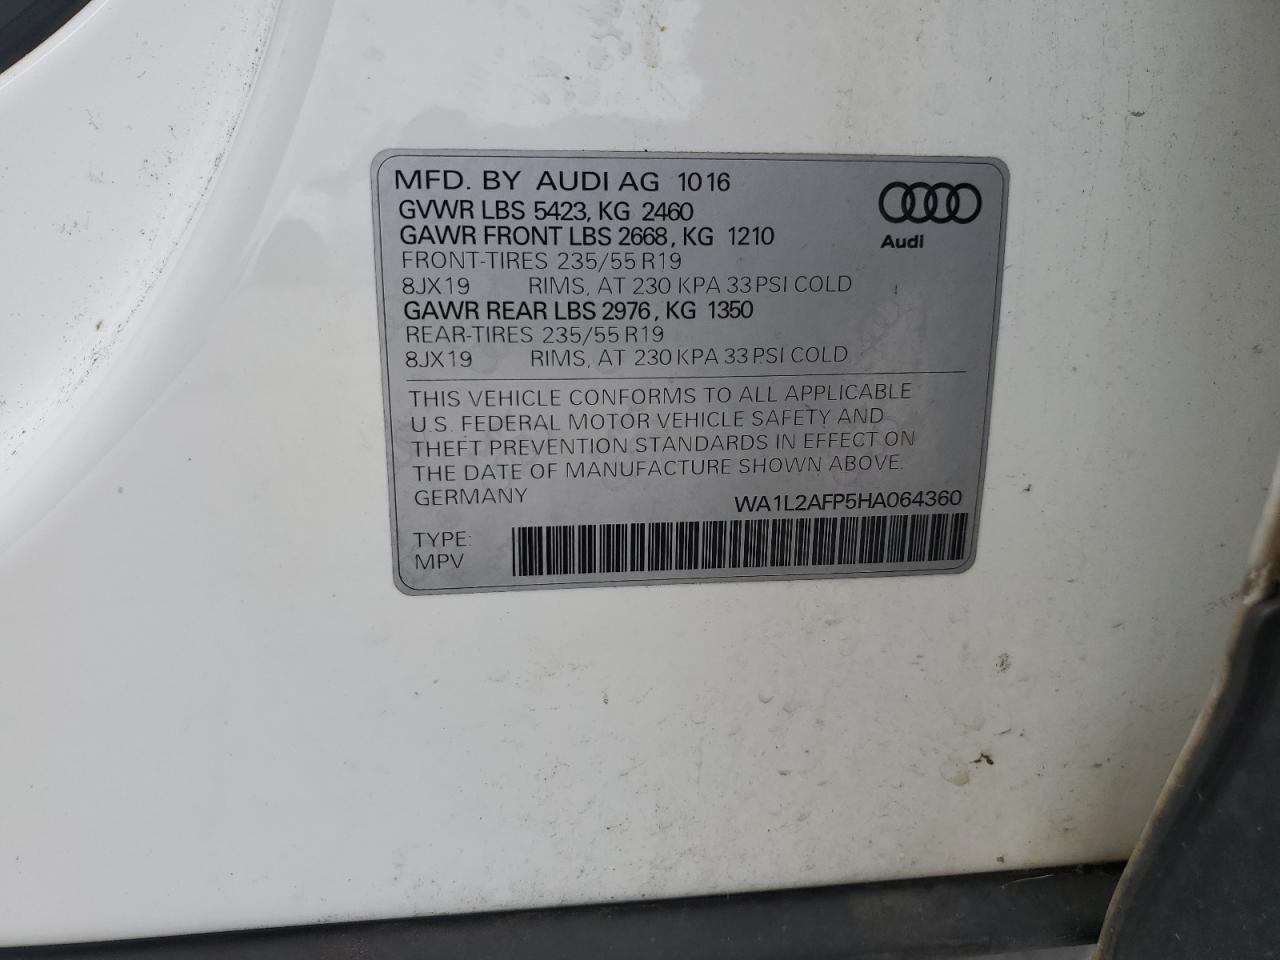 MFD. BY AUDI AG 10 16
GVWR LBS 5423, KG 2460
GAWR FRONT LBS 2668, KG 1210
FRONT-TIRES 235/55 R19
8JX19 RIMS, AT 230 KPA 33 PSI COLD
GAWR REAR LBS 2976, KG 1350
REAR-TIRES 235/55 R19
8JX19 RIMS, AT 230 KPA 33 PSI COLD
Audi
THIS VEHICLE CONFORMS TO ALL APPLICABLE
U.S. FEDERAL MOTOR VEHICLE SAFETY AND
THEFT PREVENTION STANDARDS IN EFFECT ON
THE DATE OF MANUFACTURE SHOWN ABOVE.
GERMANY WA1L2AFP5HA064360
TYPE:
MPV